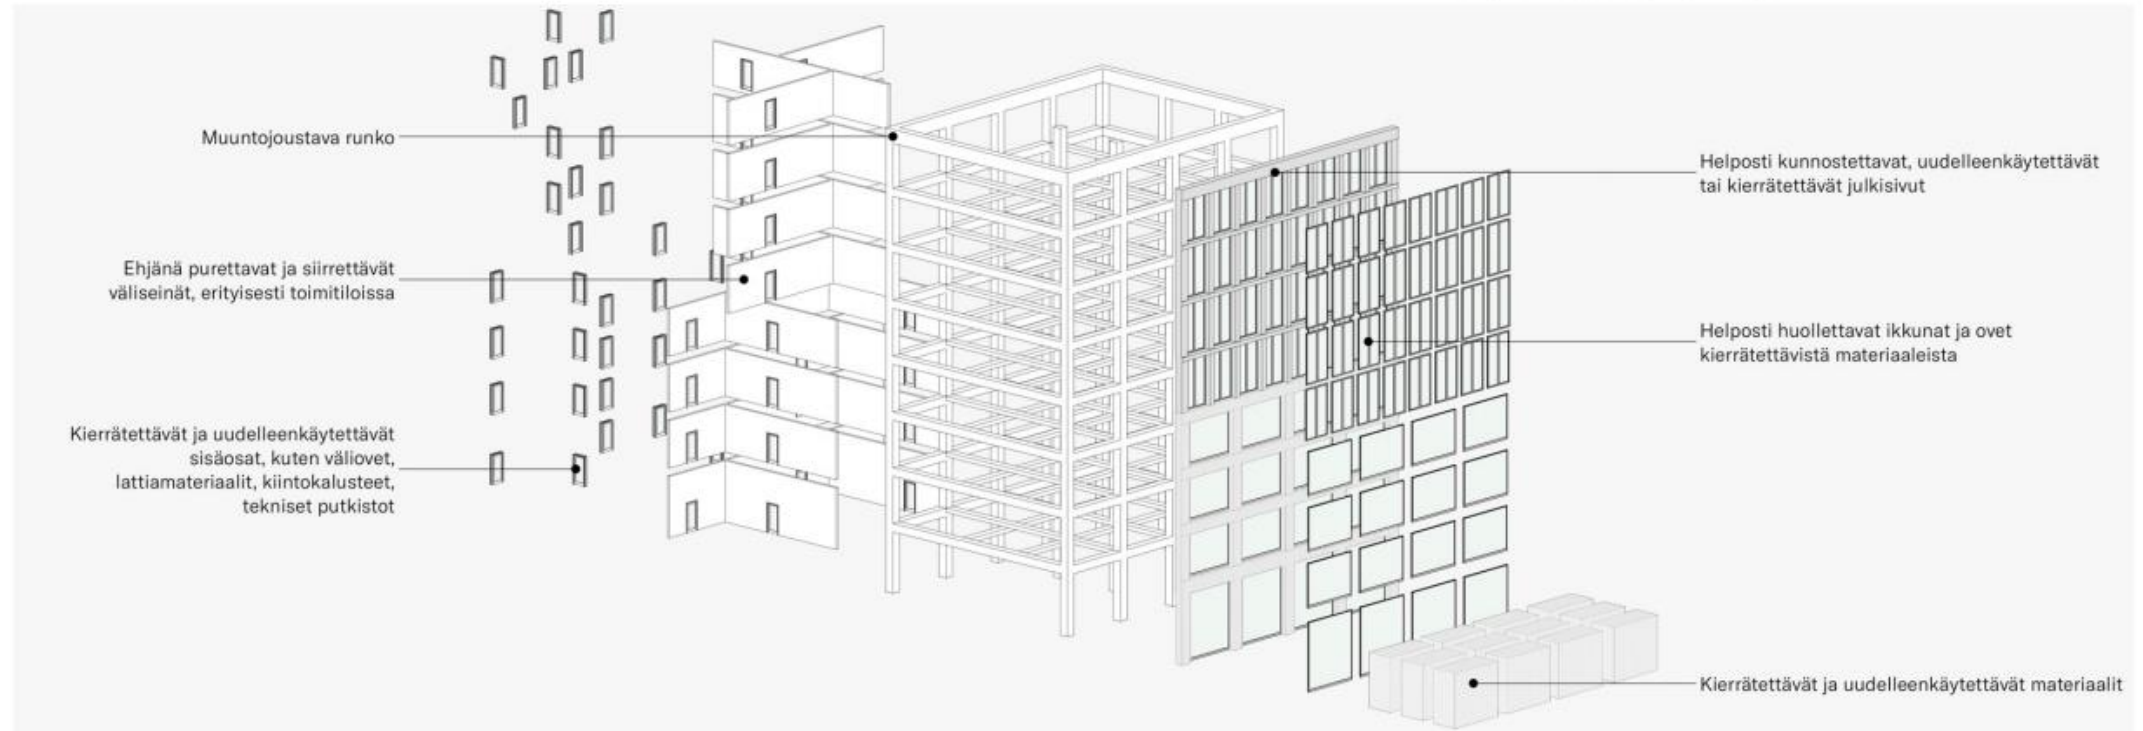 Muuntojoustava runko
Ehjänä purettavat ja siirrettävät
väliseinät, erityisesti toimitiloissa
Kierrätettävät ja uudelleenkäytettävät
sisäosat, kuten väliovet,
lattiamateriaalit, kiintokalusteet,
tekniset putkistot
Helposti kunnostettavat, uudelleenkäytettävät
tai kierrätettävät julkisivut
Helposti huollettavat ikkunat ja ovet
kierrätettävistä materiaaleista
Kierrätettävät ja uudelleenkäytettävät materiaalit